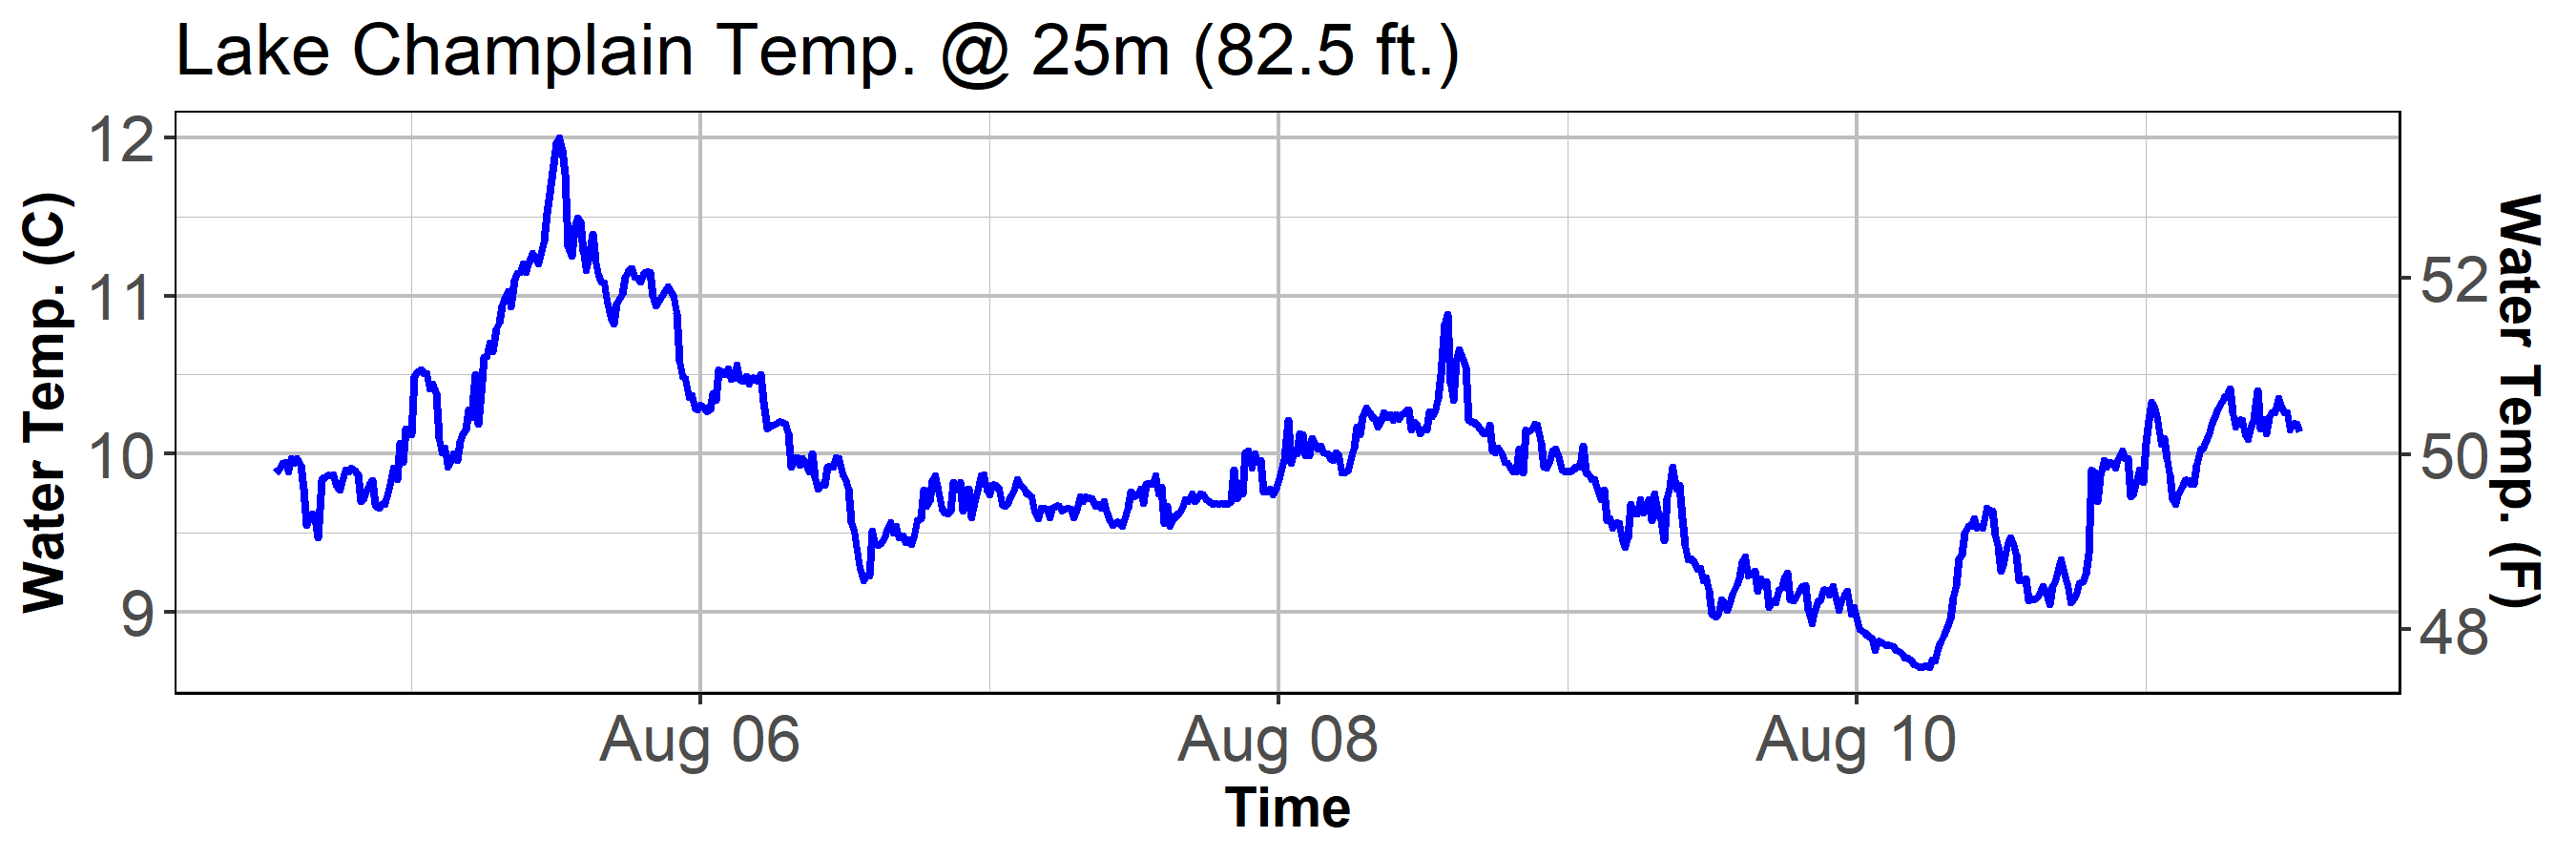 Lake Champlain Temp. @ 25m (82.5 ft.)
Water Temp. (C)
12
11
10
9
52
50
48
Water Temp. (F)
Aug 06 Aug 08 Aug 10
Time